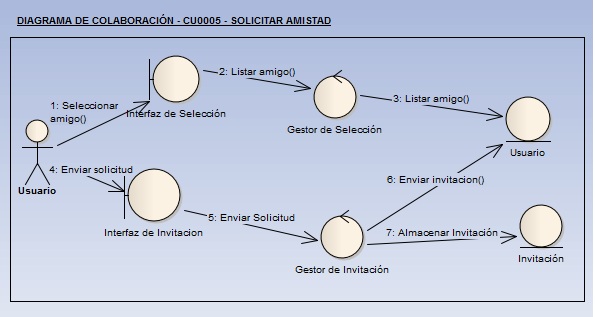 DIAGRAMA DE COLABORACIÓN - CU0005 - SOLICITAR AMISTAD
1: Seleccionar
amigo()
Interfaz de Selección
2: Listar amigo()
Gestor de Selección
3: Listar amigo()
Usuario
Usuario
4: Enviar solicitud
Interfaz de Invitacion
5: Enviar Solicitud
Gestor de Invitación
6: Enviar invitacion()
7: Almacenar Invitación
Invitación